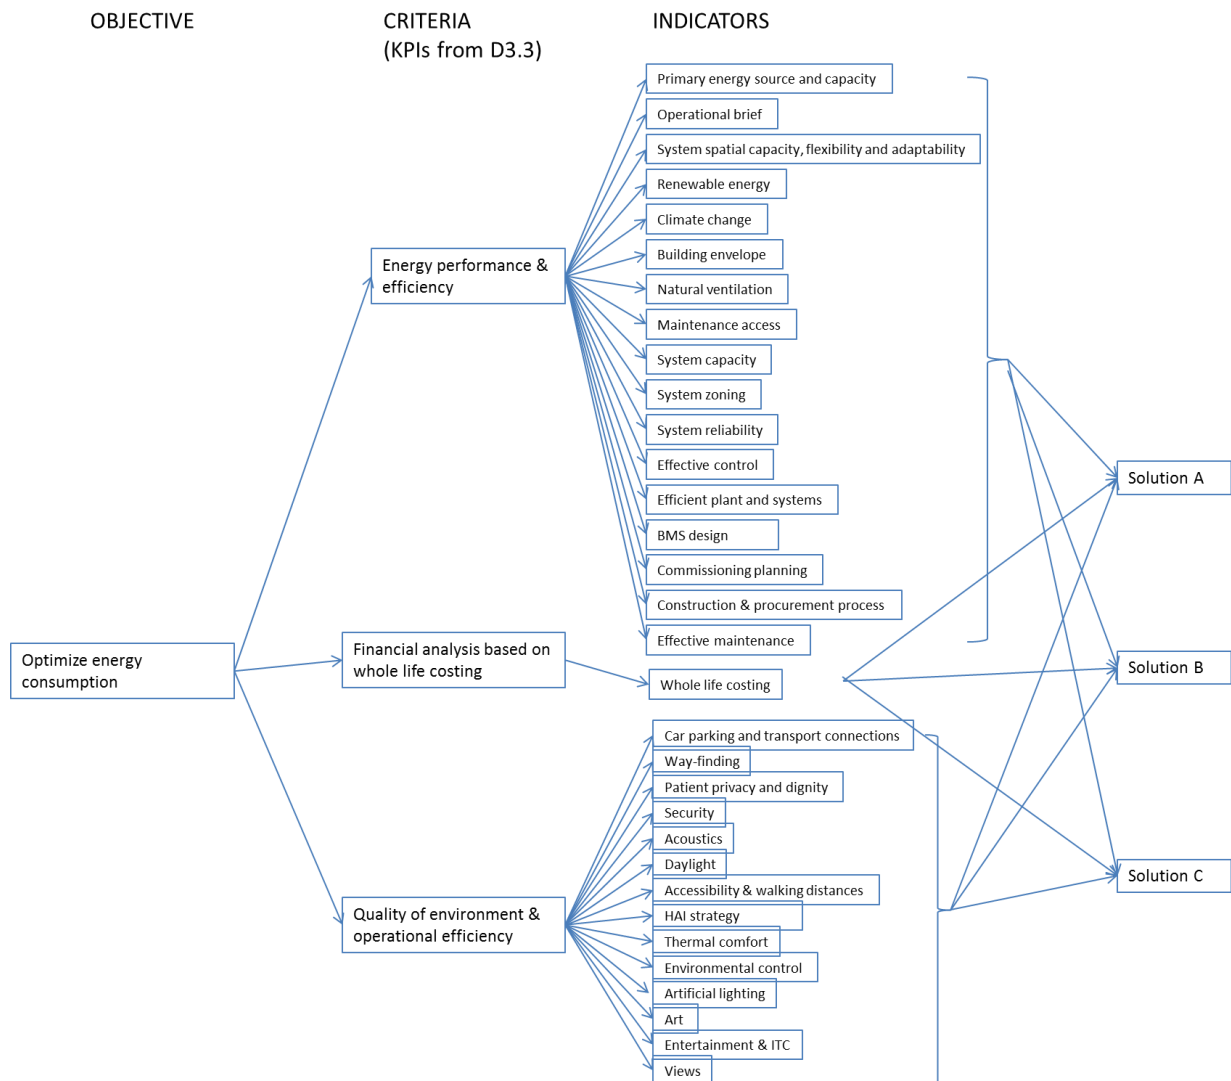 OBJECTIVE
CRITERIA
(KPIs from D3.3)
INDICATORS
Primary energy source and capacity
Operational brief
System spatial capacity, flexibility and adaptability
Renewable energy
Climate change
Building envelope
Natural ventilation
Maintenance access
System capacity
System zoning
System reliability
Effective control
Efficient plant and systems
BMS design
Commissioning planning
Construction & procurement process
Effective maintenance
Energy performance &
efficiency
Optimize energy
consumption
Financial analysis based on
whole life costing
Whole life costing
Quality of environment &
operational efficiency
Car parking and transport connections
Way-finding
Patient privacy and dignity
Security
Acoustics
Daylight
Accessibility & walking distances
HAI strategy
Thermal comfort
Environmental control
Artificial lighting
Art
Entertainment & ITC
Views
Solution A
Solution B
Solution C